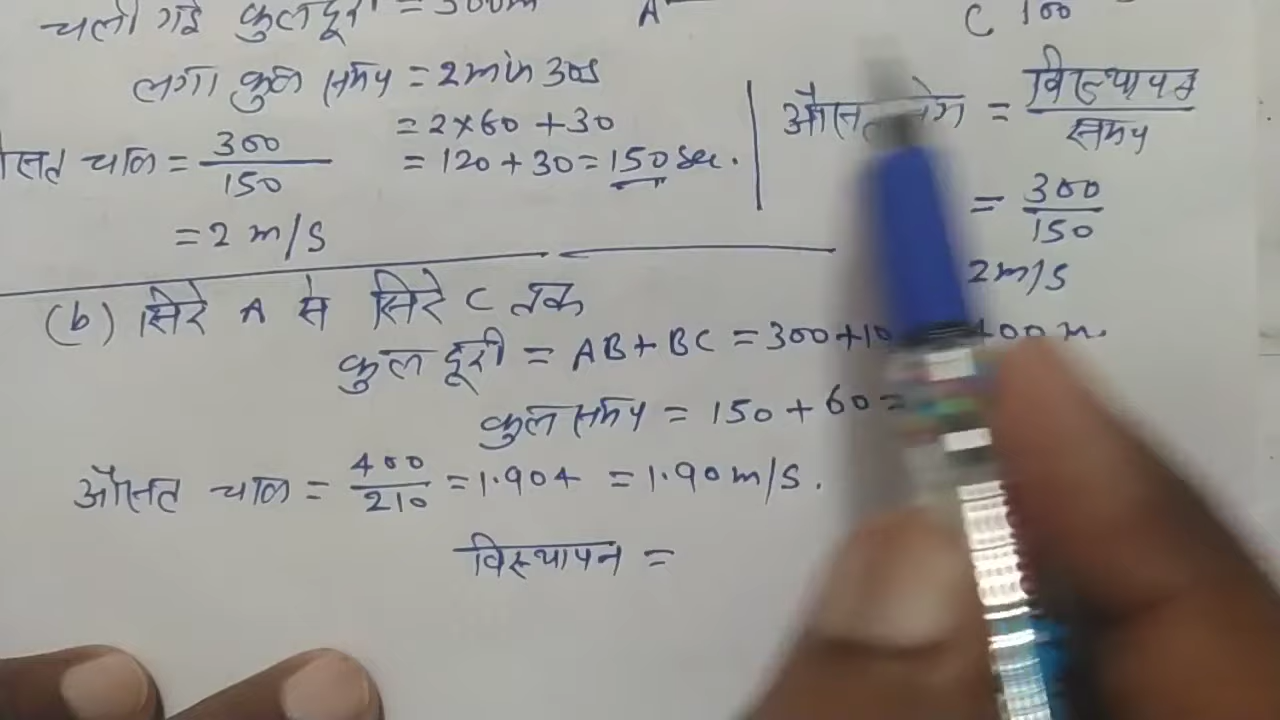 चली गई कुल दूरी = 300m
A
C 100
लगा कुल समय = 2min 30s
= 2×60 + 30
= 120 + 30 = 150 sec.
चाल = 300/150
= 2 m/s
= विस्थापन/समय
= 300/150
2m/s
(b) सिरे A से सिरे C तक
कुल दूरी = AB + BC = 300+10
कुल समय = 150 + 60 =
औसत चाल = 400/210 = 1.904 = 1.90 m/s.
विस्थापन =